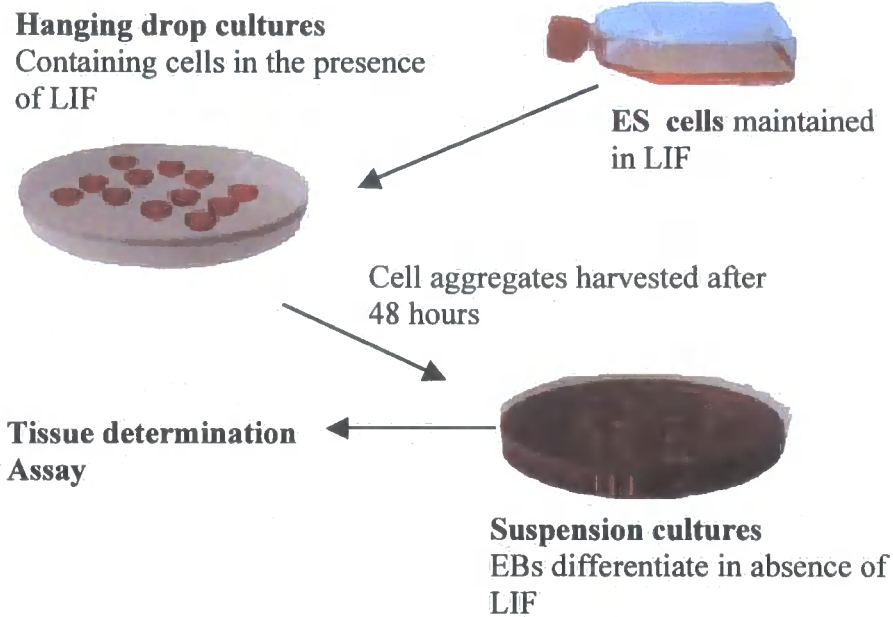 Hanging drop cultures
Containing cells in the presence
of LIF
ES cells maintained
in LIF
Cell aggregates harvested after
48 hours
Tissue determination
Assay
Suspension cultures
EBs differentiate in absence of
LIF